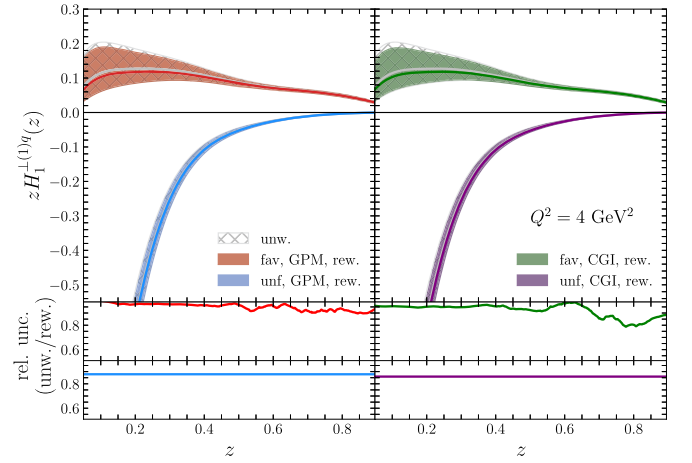 0.3
0.2
0.1
0.0
−0.1
−0.2
−0.3
−0.4
−0.5
zH₁^{⊥(1)q}(z)
unw.
fav, GPM, rew.
unf, GPM, rew.
Q² = 4 GeV²
fav, CGI, rew.
unf, CGI, rew.
rel. unc.
(unw./rew.)
0.8
0.6
0.8
0.6
0.2 0.4 0.6 0.8
0.2 0.4 0.6 0.8
z
z